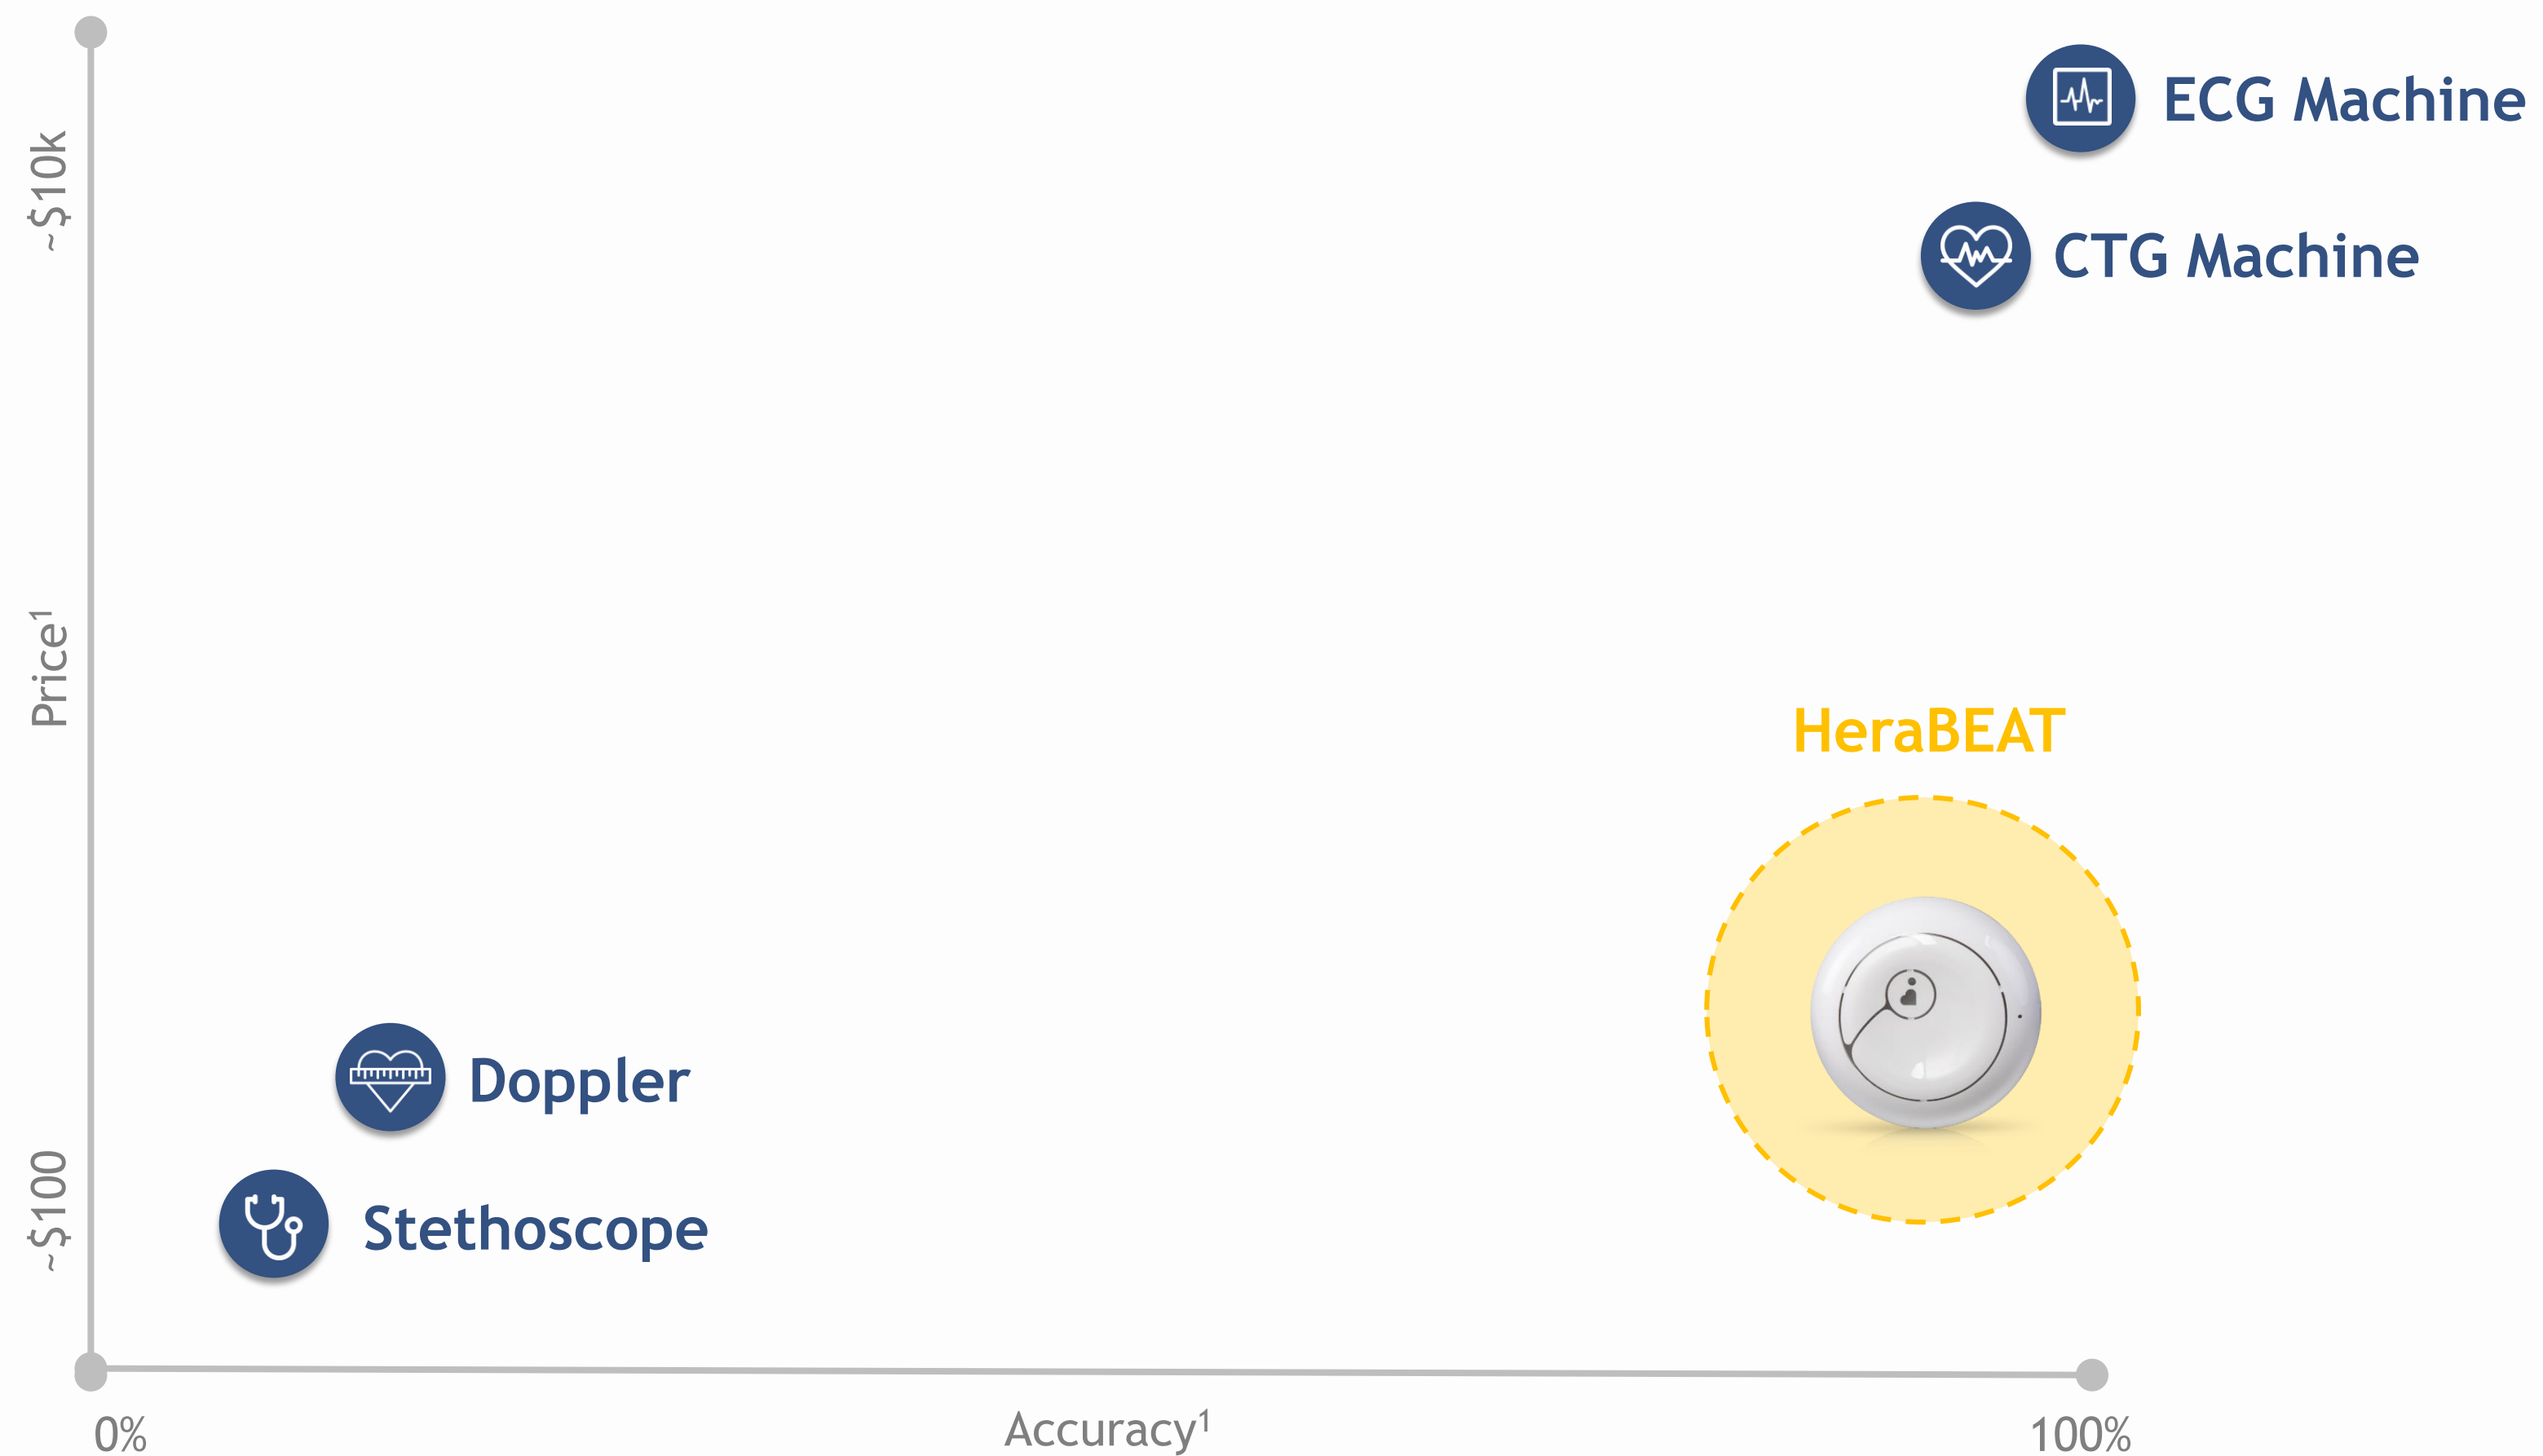 ~$10k
ECG Machine
CTG Machine
Price¹
HeraBEAT
Doppler
~$100
Stethoscope
0%
Accuracy¹
100%